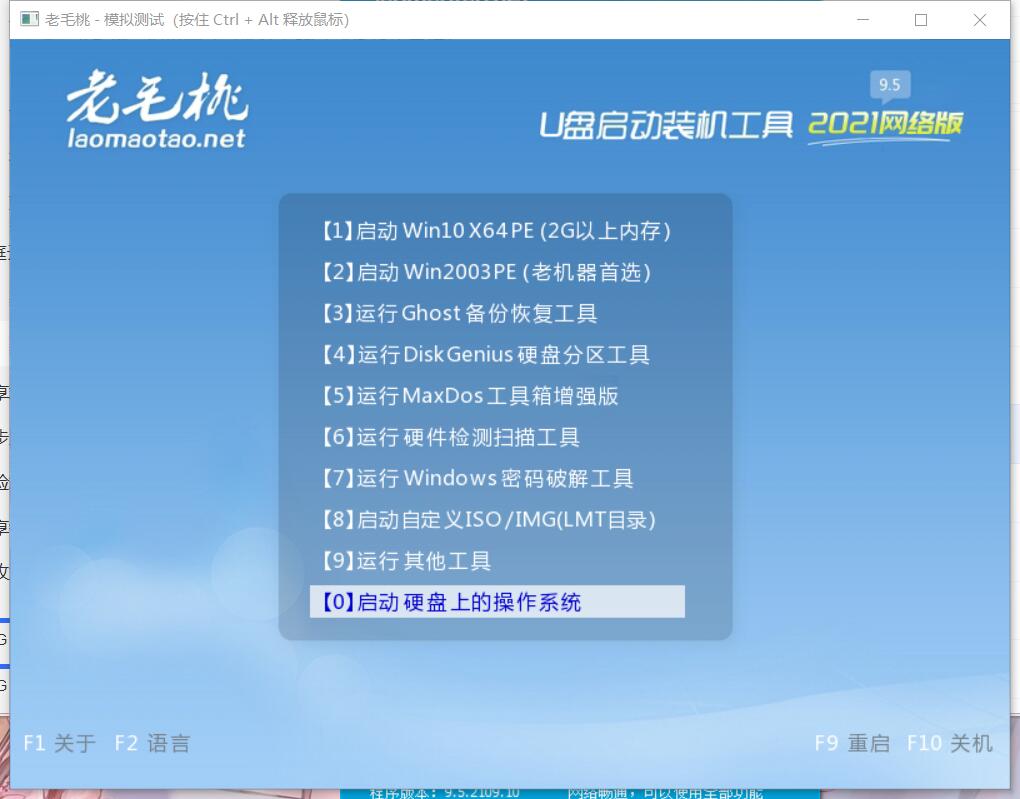 老毛桃 - 模拟测试（按住 Ctrl + Alt 释放鼠标）
老毛桃
laomaotao.net
9.5
U盘启动装机工具 2021网络版
【1】启动 Win10 X64 PE (2G以上内存)
【2】启动 Win2003PE (老机器首选)
【3】运行 Ghost 备份恢复工具
【4】运行 DiskGenius 硬盘分区工具
【5】运行 MaxDos 工具箱增强版
【6】运行 硬件检测扫描工具
【7】运行 Windows 密码破解工具
【8】启动自定义ISO/IMG(LMT目录)
【9】运行 其他工具
【0】启动 硬盘上的操作系统
F1 关于 F2 语言 F9 重启 F10 关机
程序版本：9.5.2109.10 网络畅通，可以使用全部功能